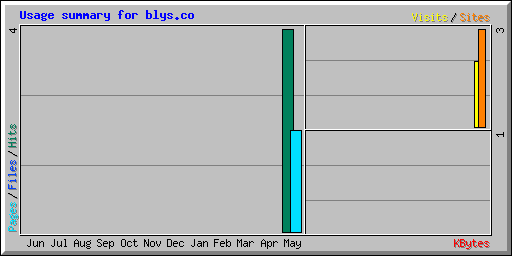 Usage summary for blys.co
Visits/Sites
4
3
1
Pages/Files/Hits
Jun Jul Aug Sep Oct Nov Dec Jan Feb Mar Apr May
KBytes